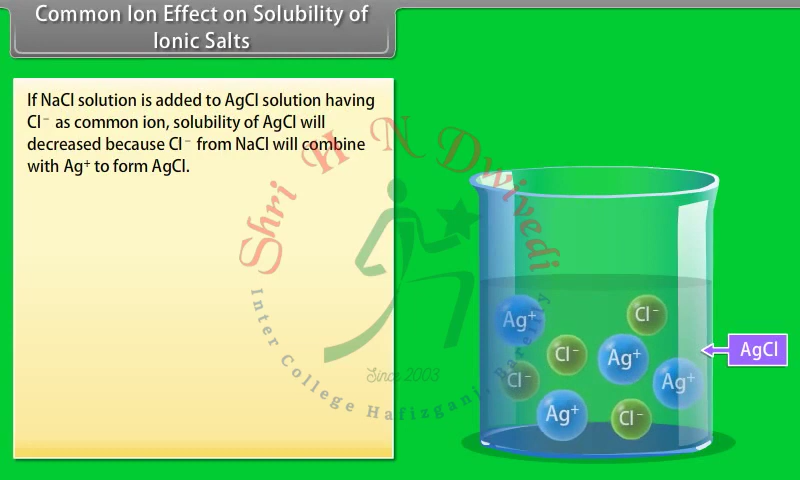 Common Ion Effect on Solubility of
Ionic Salts
If NaCl solution is added to AgCl solution having
Cl⁻ as common ion, solubility of AgCl will
decreased because Cl⁻ from NaCl will combine
with Ag⁺ to form AgCl.
Shri H N Dwivedi
Inter College Hafizganj, Bareilly
Since 2003
Ag⁺
Cl⁻
Cl⁻
Ag⁺
AgCl
Cl⁻
Ag⁺
Ag⁺
Cl⁻